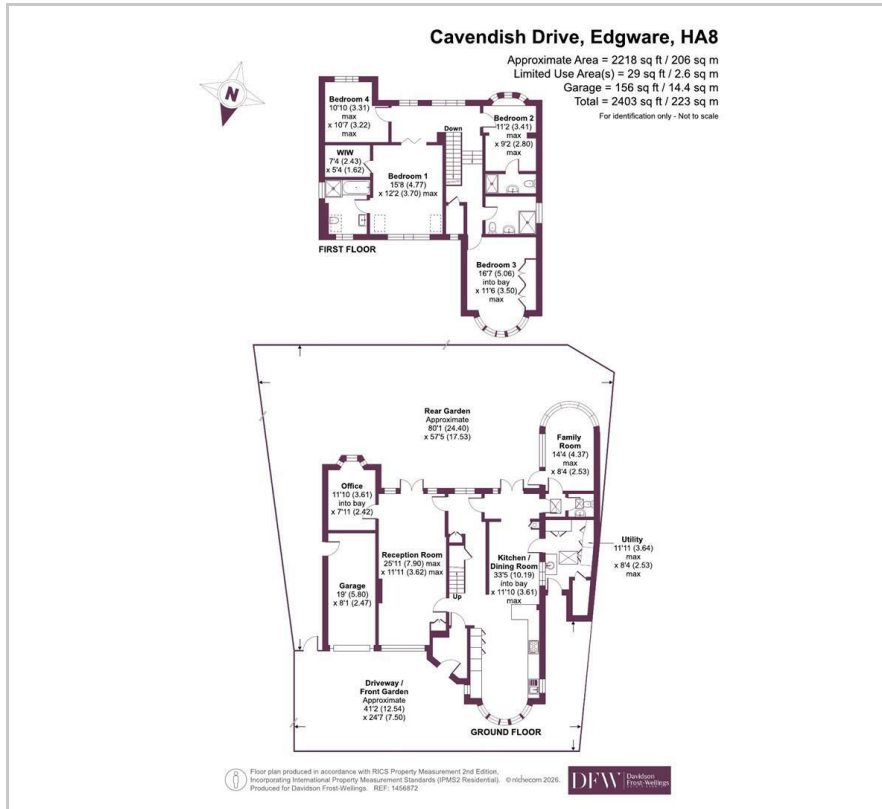 Cavendish Drive, Edgware, HA8
Approximate Area = 2218 sq ft / 206 sq m
Limited Use Area(s) = 29 sq ft / 2.6 sq m
Garage = 156 sq ft / 14.4 sq m
Total = 2403 sq ft / 223 sq m
For identification only - Not to scale
N
Bedroom 4
10'10 (3.31)
max
x 10'7 (3.22)
max
Down
Bedroom 2
11'2 (3.41)
max
x 9'2 (2.80)
max
WIW
7'4 (2.43)
x 5'4 (1.62)
Bedroom 1
15'8 (4.77)
x 12'2 (3.70) max
FIRST FLOOR
Bedroom 3
16'7 (5.06)
into bay
x 11'6 (3.50)
max
Rear Garden
Approximate
80'1 (24.40)
x 57'5 (17.53)
Family
Room
14'4 (4.37)
max
x 8'4 (2.53)
Office
11'10 (3.61)
into bay
x 7'11 (2.42)
Utility
11'11 (3.64)
max
x 8'4 (2.53)
max
Reception Room
25'11 (7.90) max
x 11'11 (3.62) max
Kitchen /
Dining Room
33'5 (10.19)
into bay
x 11'10 (3.61)
max
Garage
19' (5.80)
x 8'1 (2.47)
Up
Driveway /
Front Garden
Approximate
41'2 (12.54)
x 24'7 (7.50)
GROUND FLOOR
Floor plan produced in accordance with RICS Property Measurement 2nd Edition,
Incorporating International Property Measurement Standards (IPMS2 Residential). © nichecom 2026.
Produced for Davidson Frost-Wellings. REF: 1456872
DFW
Davidson
Frost-Wellings